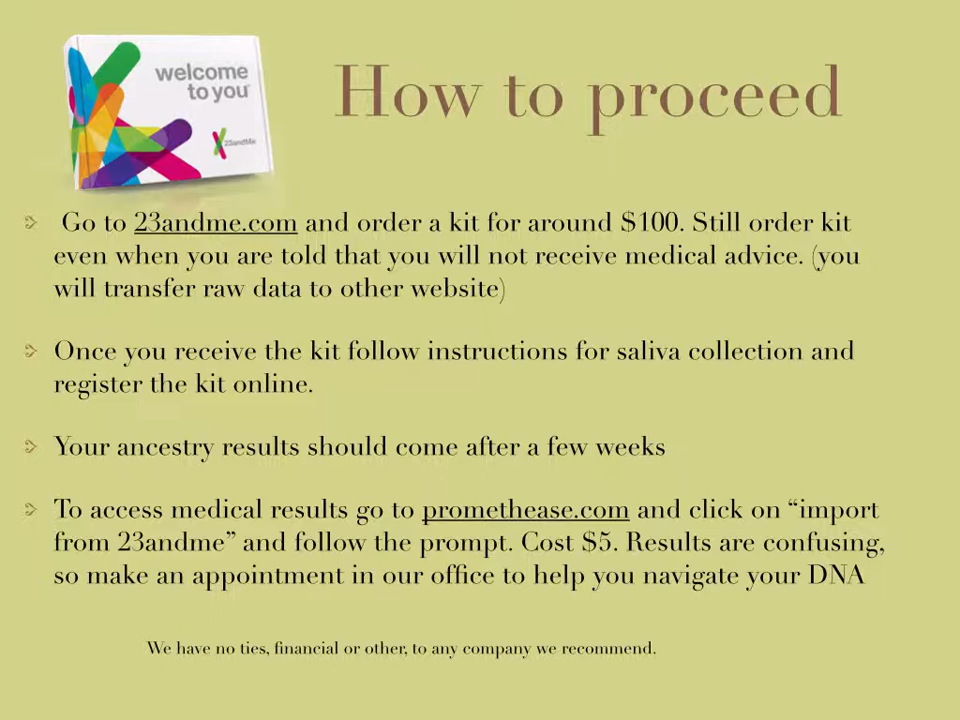 welcome
to you
23andMe
How to proceed
Go to 23andme.com and order a kit for around $100. Still order kit
even when you are told that you will not receive medical advice. (you
will transfer raw data to other website)
Once you receive the kit follow instructions for saliva collection and
register the kit online.
Your ancestry results should come after a few weeks
To access medical results go to promethease.com and click on “import
from 23andme” and follow the prompt. Cost $5. Results are confusing,
so make an appointment in our office to help you navigate your DNA
We have no ties, financial or other, to any company we recommend.